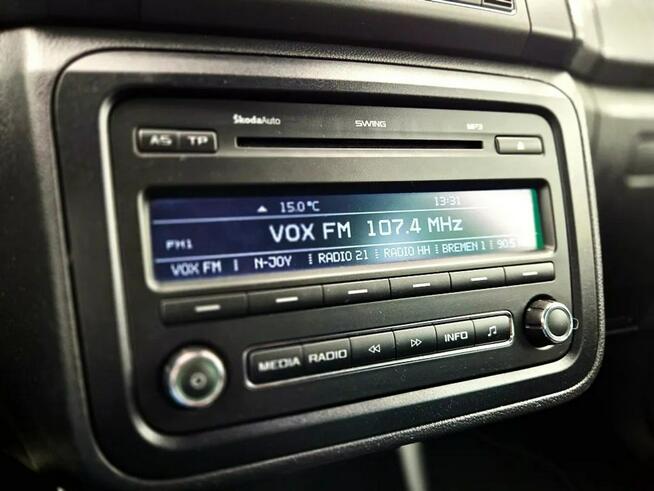 ŠkodaAuto SWING MP3
AS TP
15.0°C 13:31
VOX FM 107.4 MHz
FM1
VOX FM N-JOY RADIO 21 RADIO HH BREMEN 1 90.5
MEDIA RADIO INFO